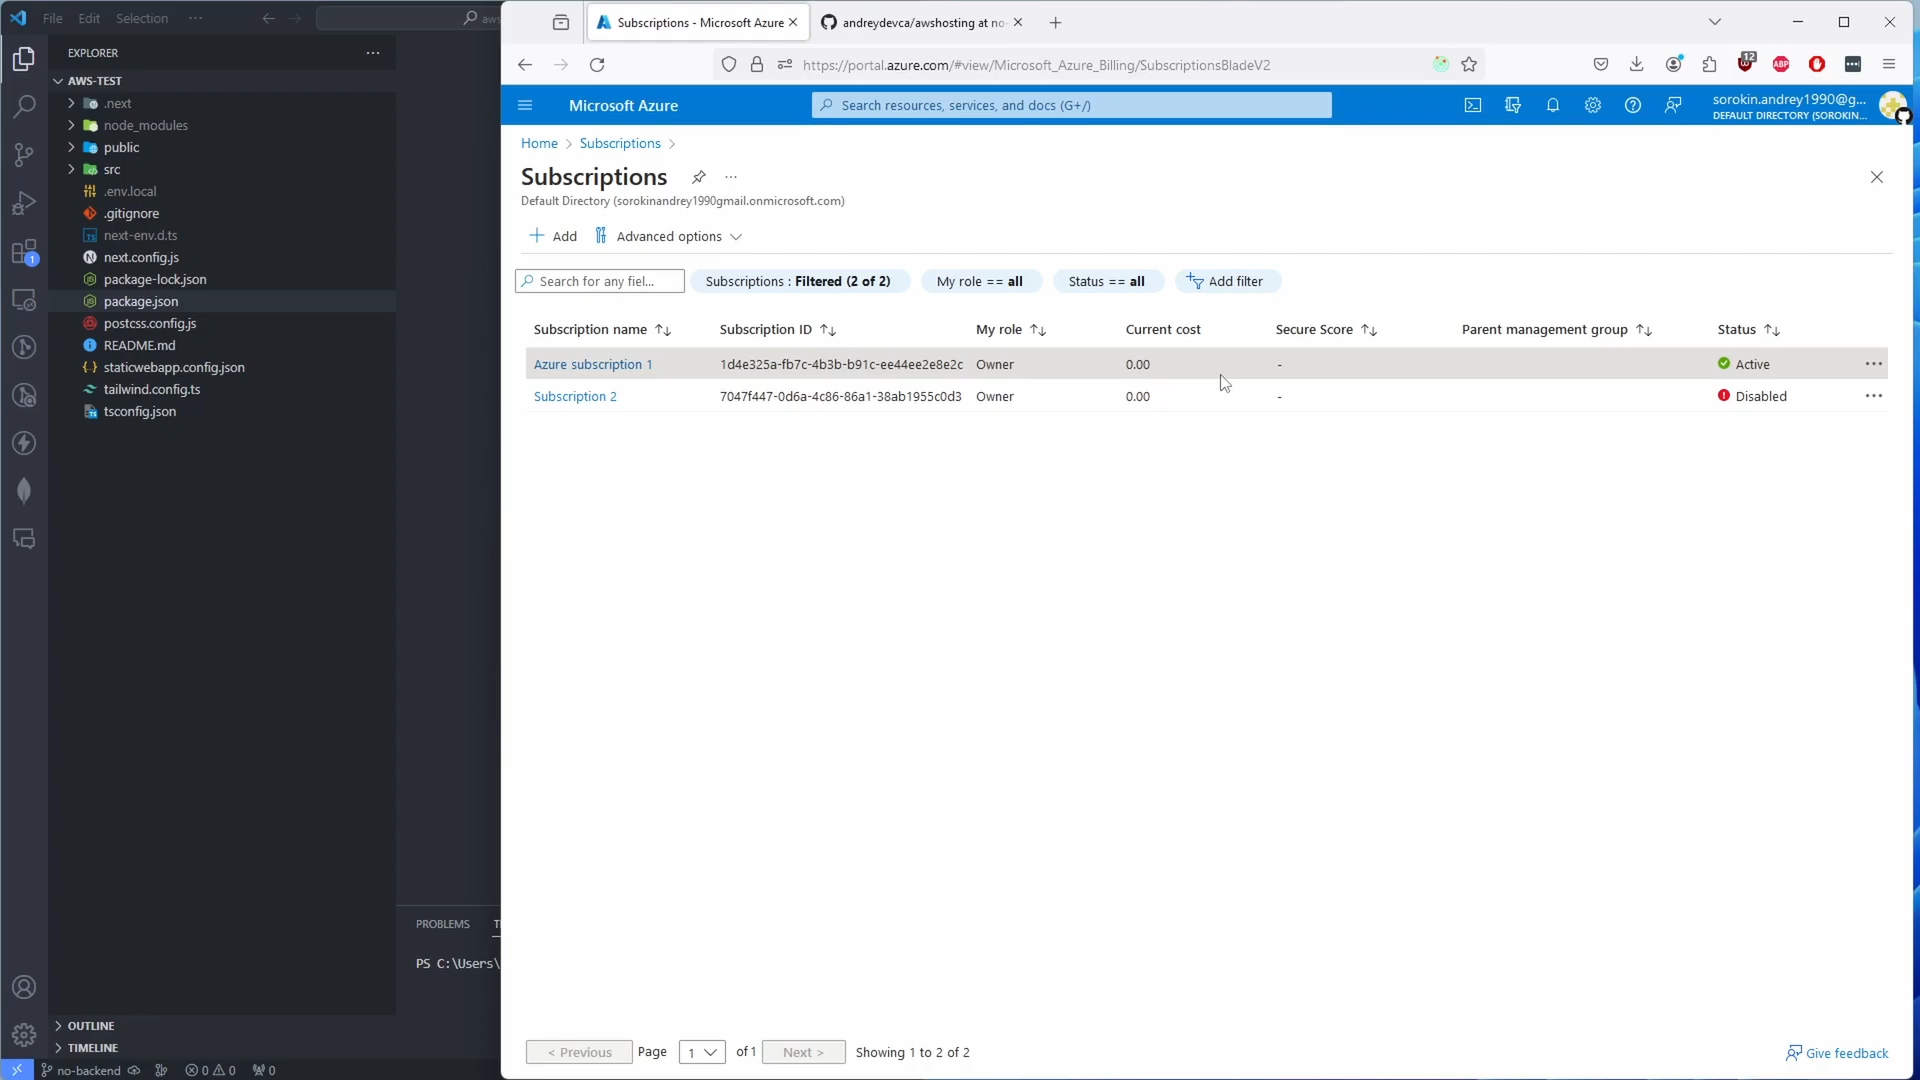 File Edit Selection ···
aws
EXPLORER
AWS-TEST
.next
node_modules
public
src
.env.local
.gitignore
next-env.d.ts
next.config.js
package-lock.json
package.json
postcss.config.js
README.md
staticwebapp.config.json
tailwind.config.ts
tsconfig.json
1
OUTLINE
TIMELINE
PROBLEMS
PS C:\Users\
no-backend 0 0 0
Subscriptions - Microsoft Azure
andreydevca/awshosting at no-
https://portal.azure.com/#view/Microsoft_Azure_Billing/SubscriptionsBladeV2
12
ABP
Microsoft Azure
Search resources, services, and docs (G+/)
sorokin.andrey1990@g...
DEFAULT DIRECTORY (SOROKIN...
Home > Subscriptions >
Subscriptions ···
Default Directory (sorokinandrey1990gmail.onmicrosoft.com)
Add Advanced options
Search for any fiel... Subscriptions : Filtered (2 of 2) My role == all Status == all Add filter
Subscription name ↑↓ Subscription ID ↑↓ My role ↑↓ Current cost Secure Score ↑↓ Parent management group ↑↓ Status ↑↓
Azure subscription 1 1d4e325a-fb7c-4b3b-b91c-ee44ee2e8e2c Owner 0.00 - Active ···
Subscription 2 7047f447-0d6a-4c86-86a1-38ab1955c0d3 Owner 0.00 - Disabled ···
< Previous Page 1 of 1 Next > Showing 1 to 2 of 2
Give feedback